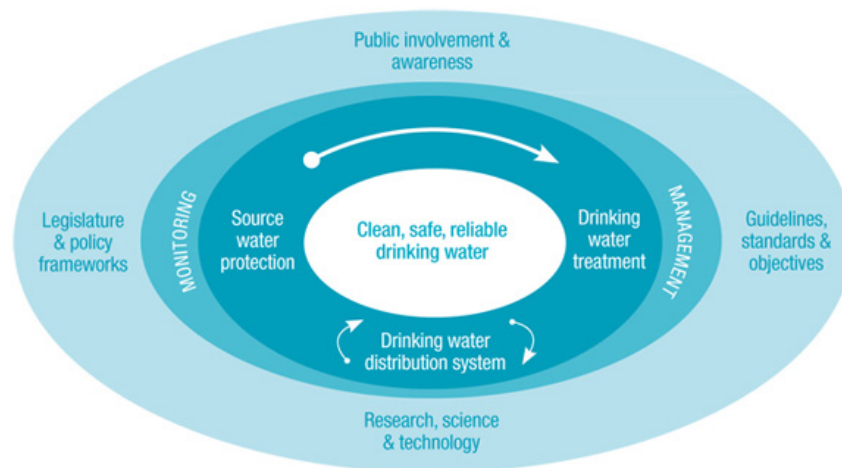 Public involvement &
awareness
Legislature
& policy
frameworks
MONITORING
Source
water
protection
Clean, safe, reliable
drinking water
Drinking
water
treatment
MANAGEMENT
Guidelines,
standards &
objectives
Drinking water
distribution system
Research, science
& technology